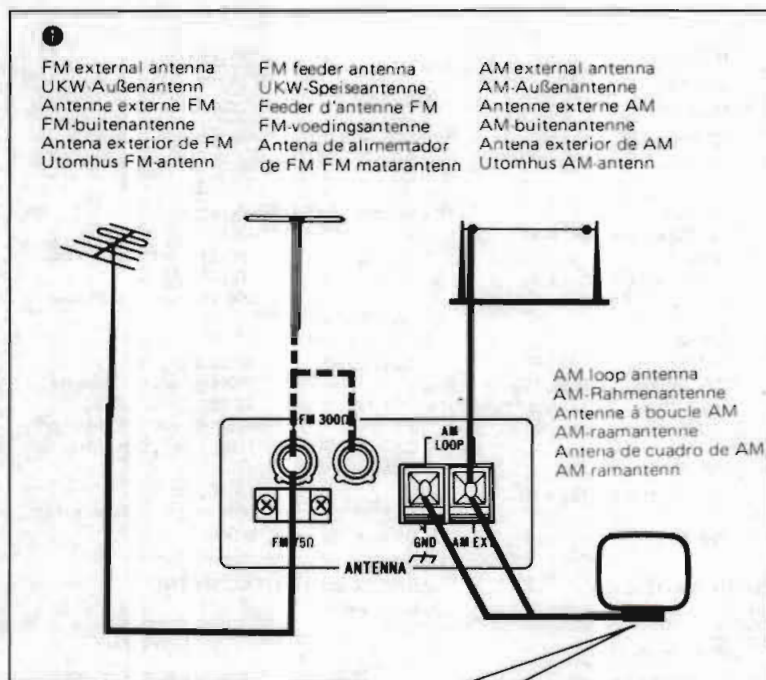 1
FM external antenna
UKW-Außenantenn
Antenne externe FM
FM-buitenantenne
Antena exterior de FM
Utomhus FM-antenn
FM feeder antenna
UKW-Speiseantenne
Feeder d'antenne FM
FM-voedingsantenne
Antena de alimentador
de FM FM matarantenn
AM external antenna
AM-Außenantenne
Antenne externe AM
AM-buitenantenne
Antena exterior de AM
Utomhus AM-antenn
AM loop antenna
AM-Rahmenantenne
Antenne à boucle AM
AM-raamantenne
Antena de cuadro de AM
AM ramantenn
FM 300Ω
AM
LOOP
FM 75Ω
GND
AM EXT
ANTENNA